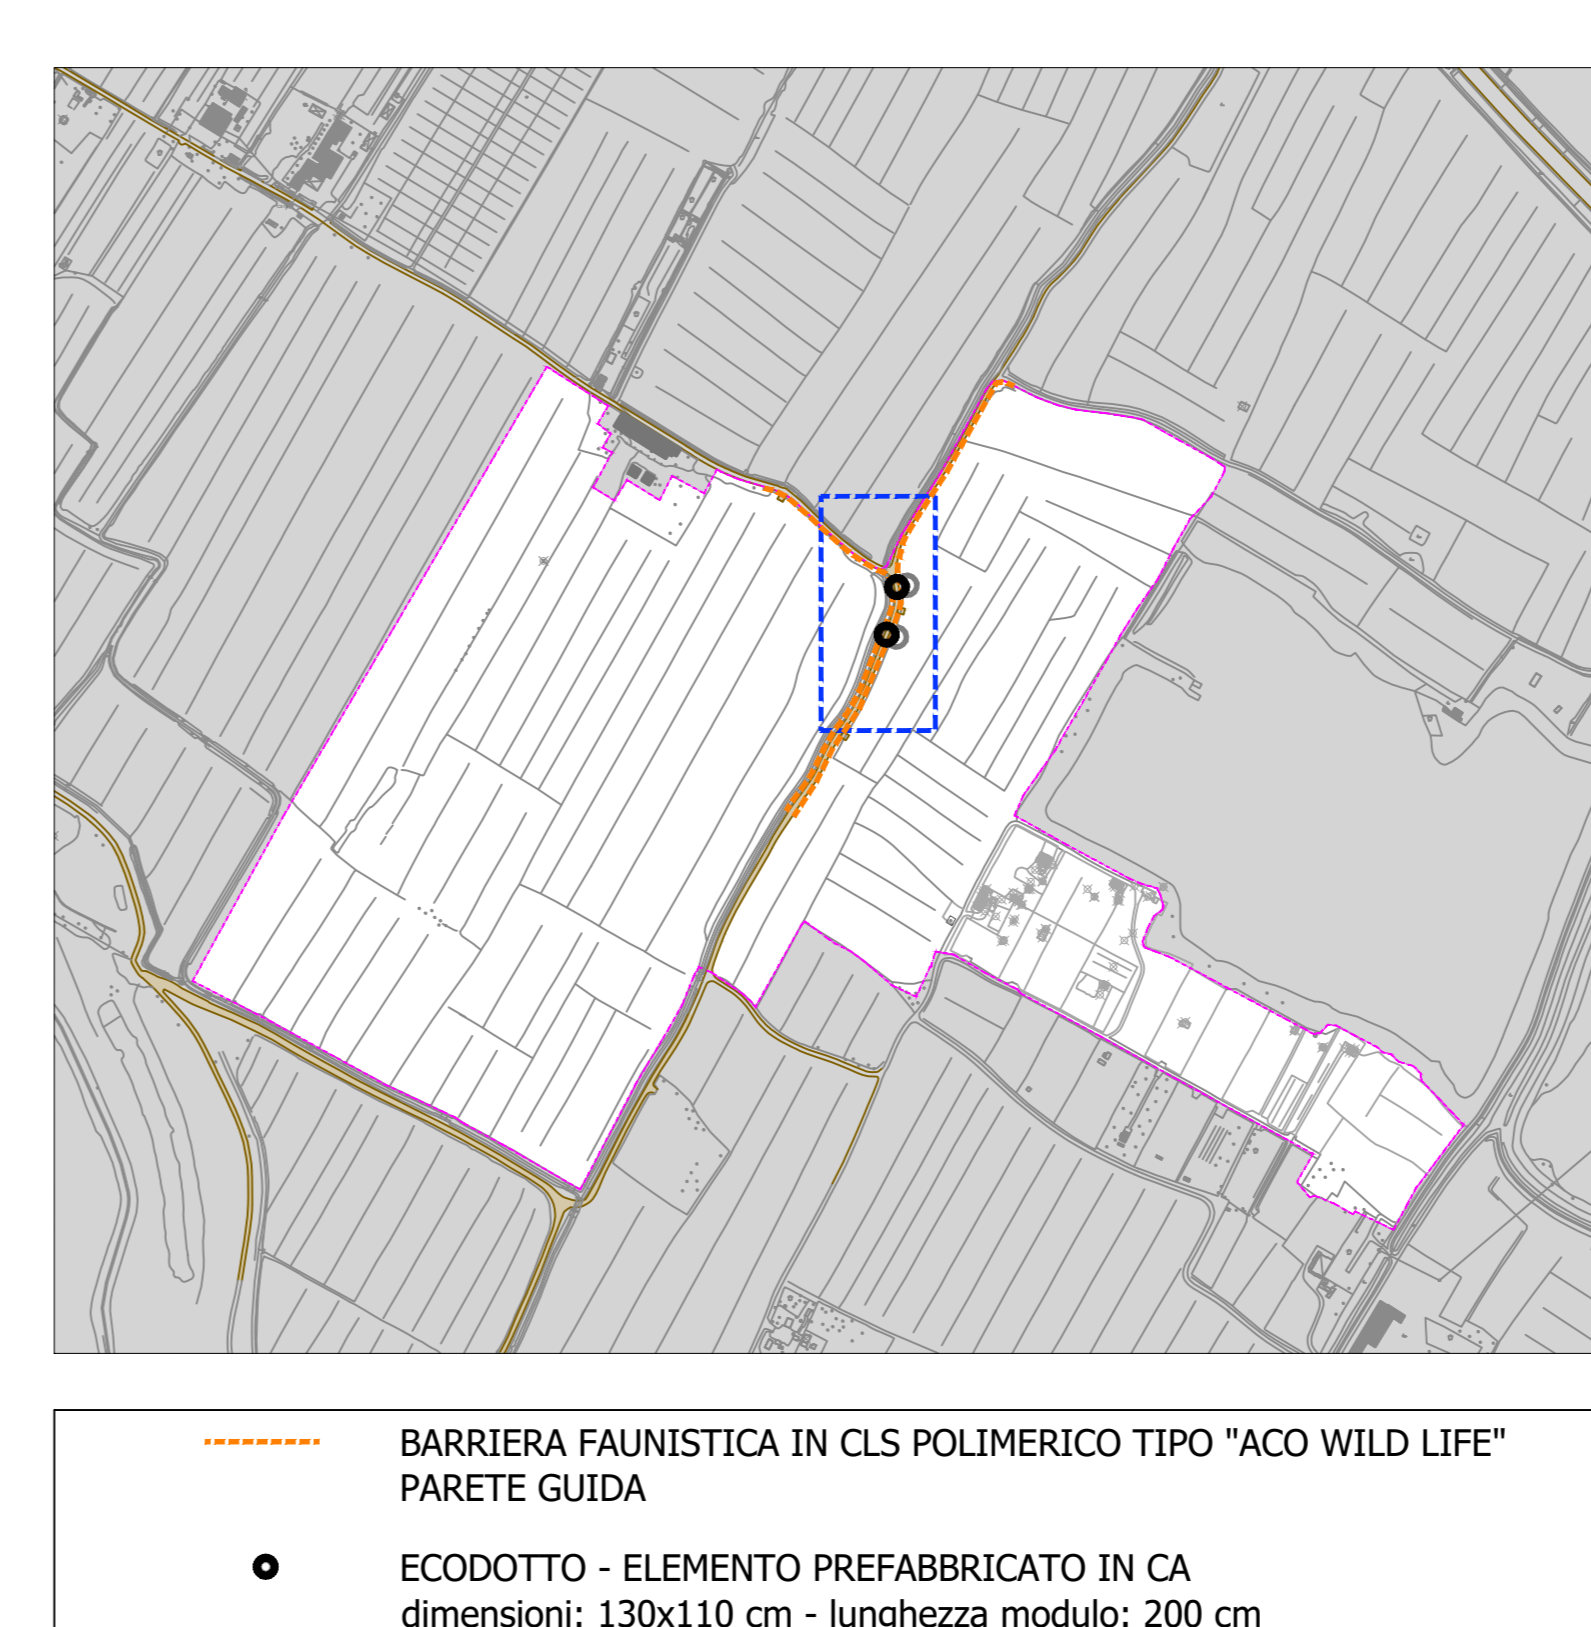 BARRIERA FAUNISTICA IN CLS POLIMERICO TIPO "ACO WILD LIFE"
PARETE GUIDA
ECODOTTO - ELEMENTO PREFABBRICATO IN CA
dimensioni: 130x110 cm - lunghezza modulo: 200 cm